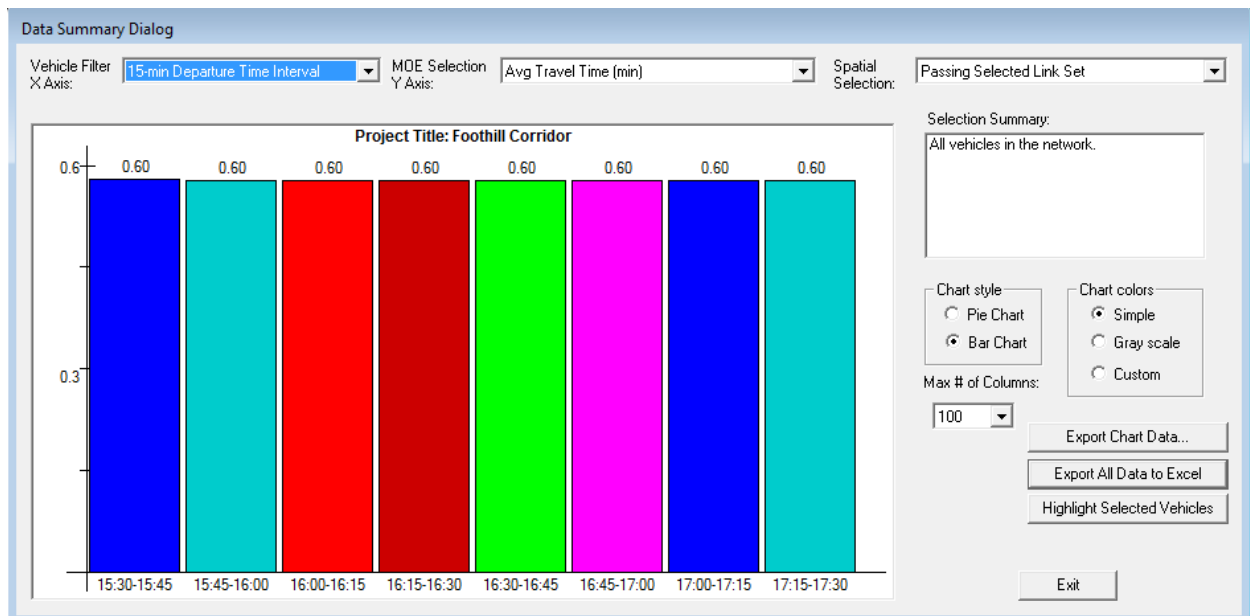 Data Summary Dialog
Vehicle Filter
X Axis:
15-min Departure Time Interval
MOE Selection
Y Axis:
Avg Travel Time (min)
Spatial
Selection:
Passing Selected Link Set
Project Title: Foothill Corridor
0.6
0.60 0.60 0.60 0.60 0.60 0.60 0.60 0.60
0.3
15:30-15:45 15:45-16:00 16:00-16:15 16:15-16:30 16:30-16:45 16:45-17:00 17:00-17:15 17:15-17:30
Selection Summary:
All vehicles in the network.
Chart style
Pie Chart
Bar Chart
Chart colors
Simple
Gray scale
Custom
Max # of Columns:
100
Export Chart Data...
Export All Data to Excel
Highlight Selected Vehicles
Exit